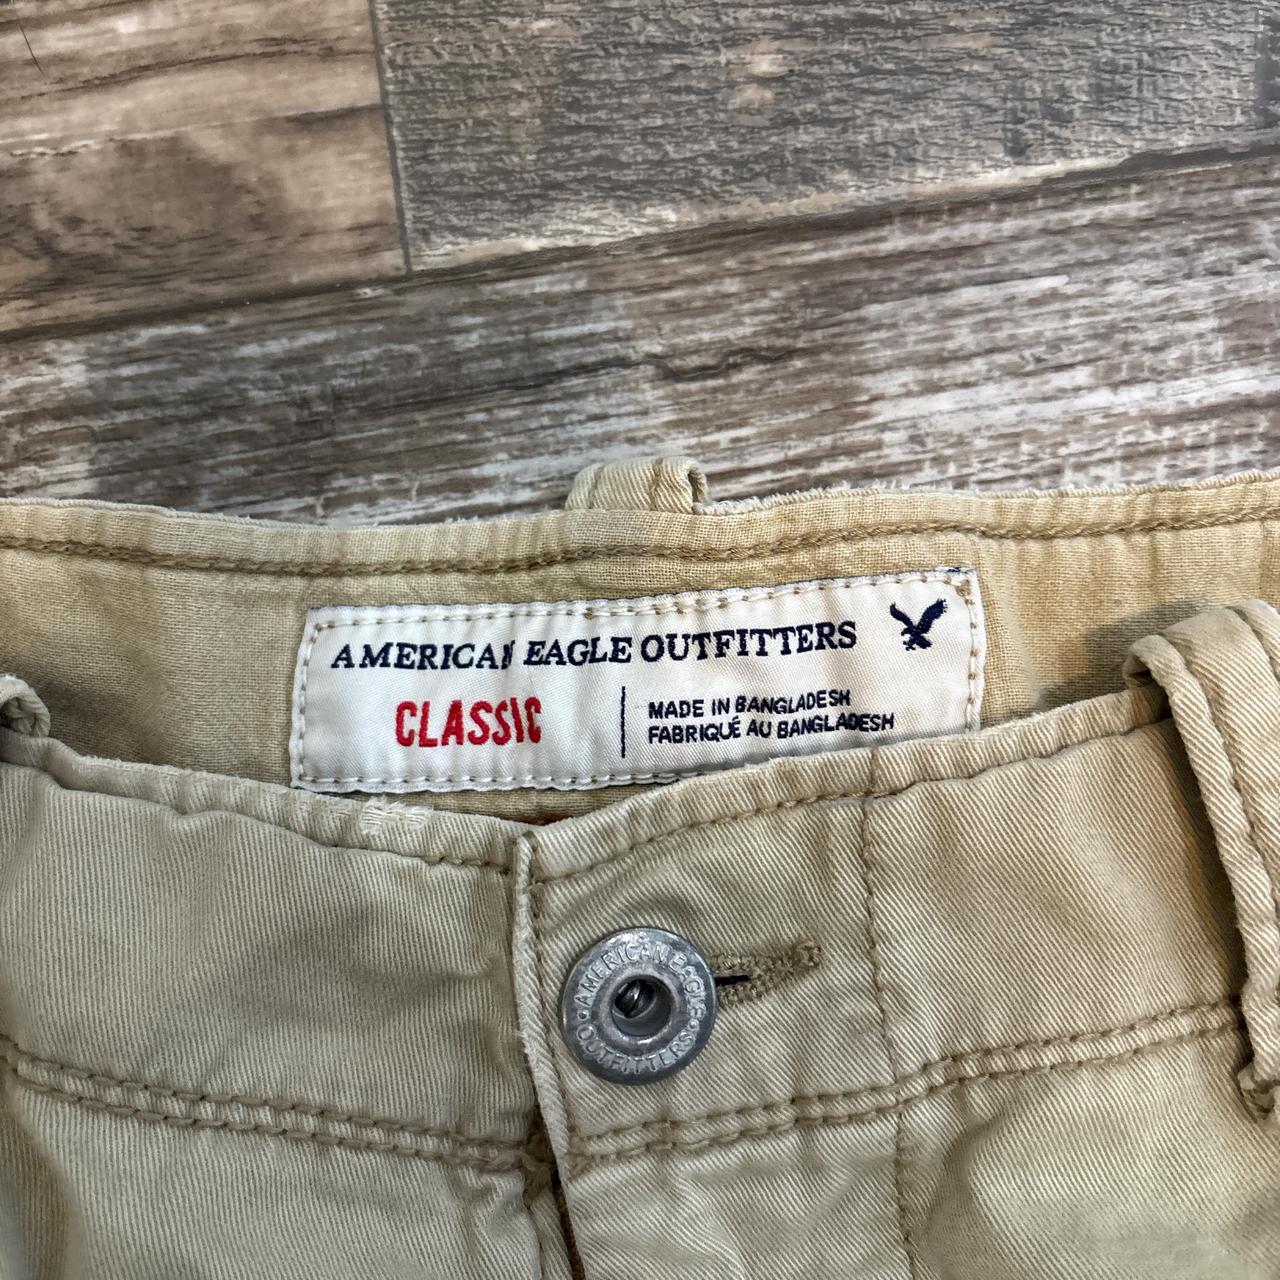 AMERICAN EAGLE OUTFITTERS
CLASSIC
MADE IN BANGLADESH
FABRIQUÉ AU BANGLADESH
AMERICAN EAGLE
OUTFITTERS